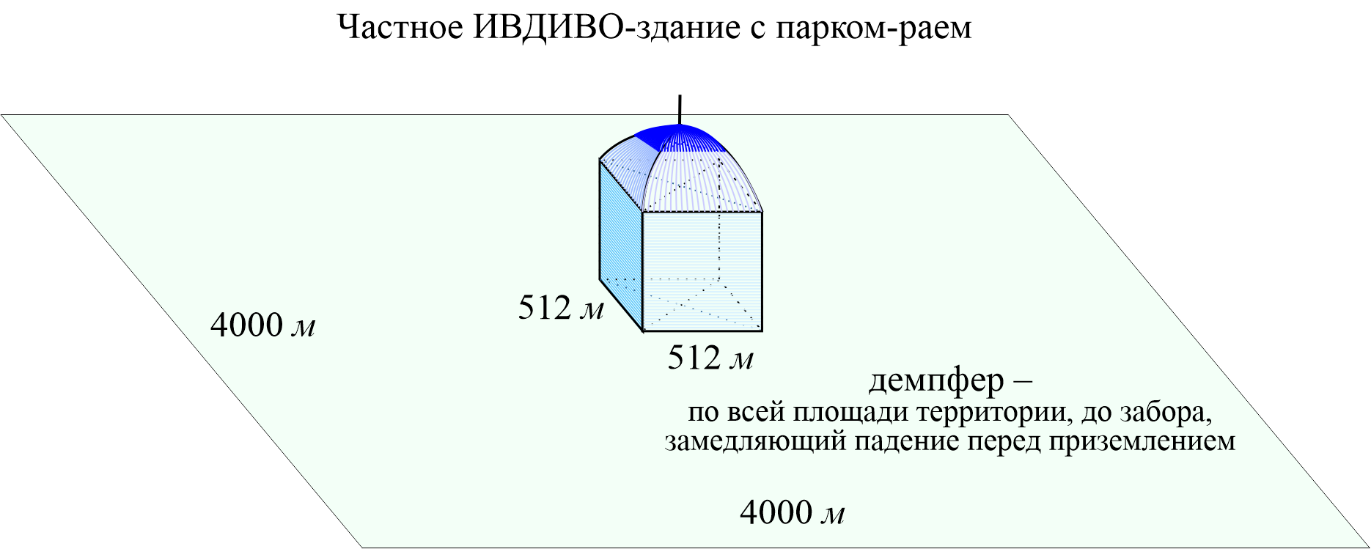 Частное ИВДИВО-здание с парком-раем
512 м
4000 м
512 м
демпфер –
по всей площади территории, до забора,
замедляющий падение перед приземлением
4000 м